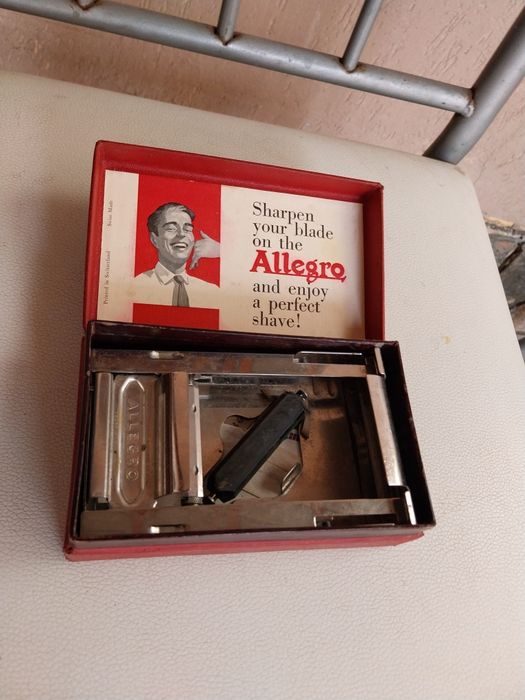 Sharpen
your blade
on the
Allegro
and enjoy
a perfect
shave!
Printed in Switzerland
Swiss Made
ALLEGRO